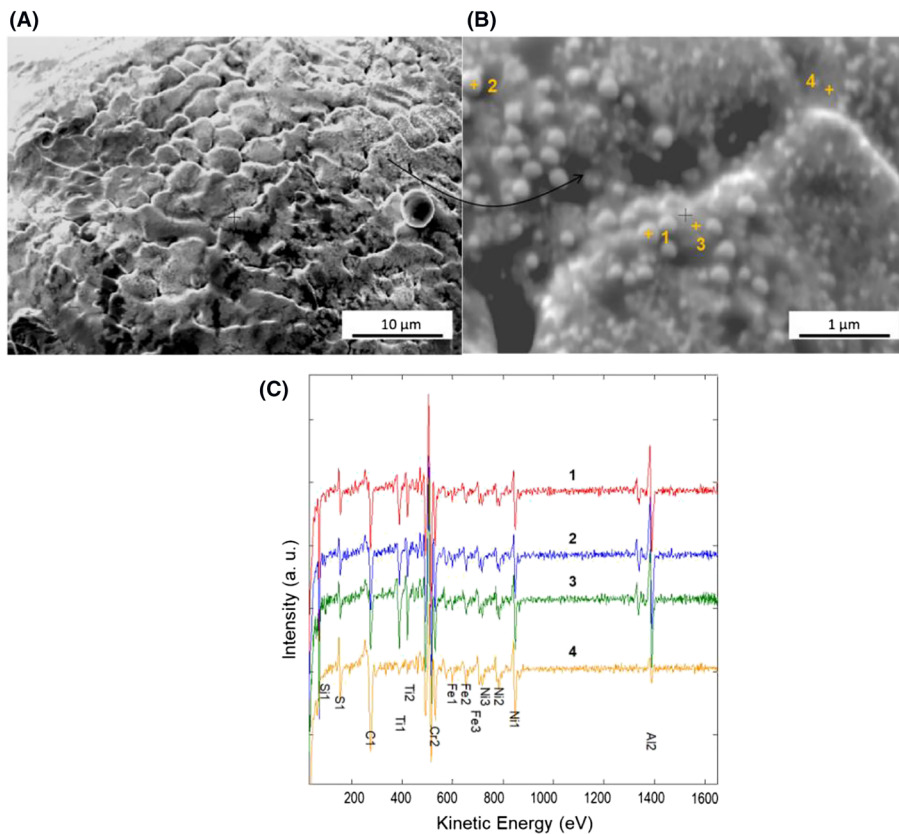 (A)
(B)
2
4
1
3
10 µm
1 µm
(C)
Intensity (a. u.)
1
2
3
4
Si1
S1
C1
Ti1
Ti2
Cr2
Fe1
Fe2
Fe3
Ni3
Ni2
Ni1
Al2
200 400 600 800 1000 1200 1400 1600
Kinetic Energy (eV)